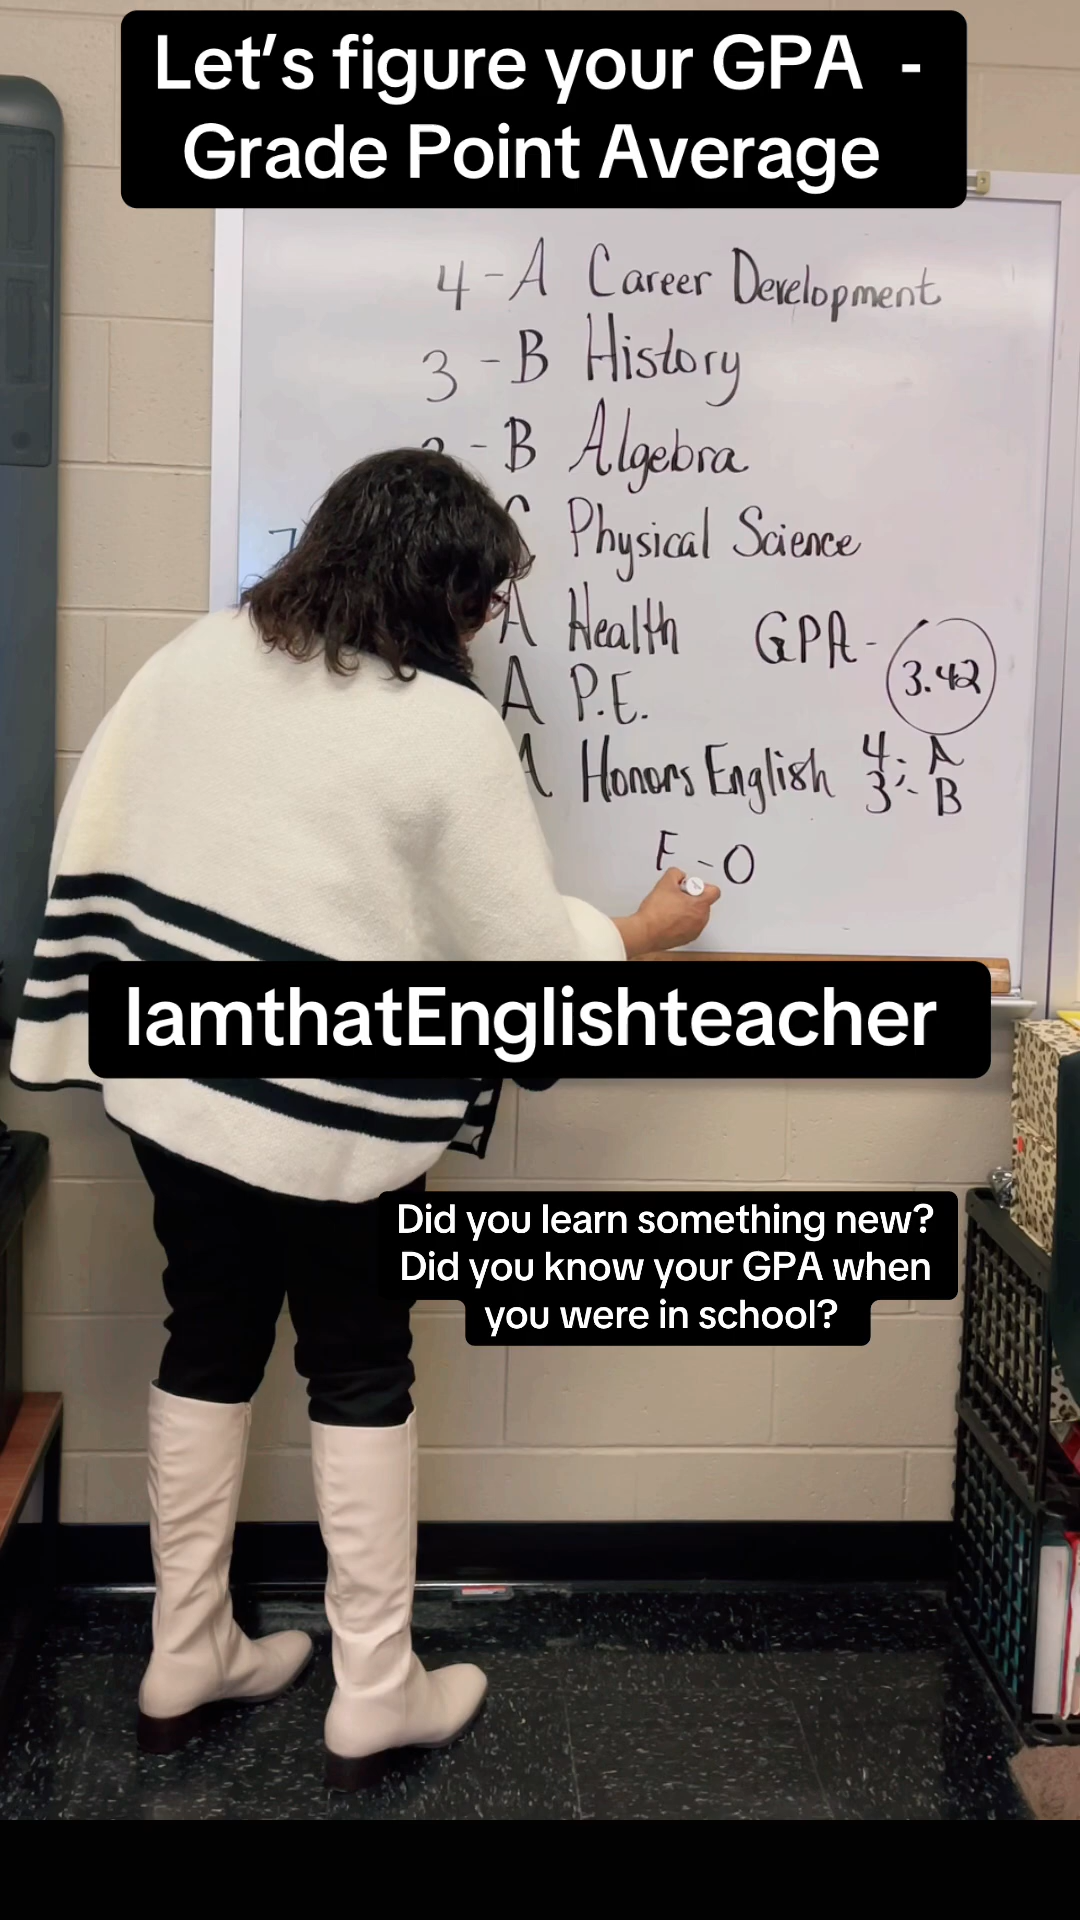 Let's figure your GPA -
Grade Point Average
4 - A Career Development
3 - B History
- B Algebra
Physical Science
7
A Health
GPA - 3.42
A P.E.
A Honors English
4 - A
3 - B
F - 0
IamthatEnglishteacher
Did you learn something new?
Did you know your GPA when
you were in school?